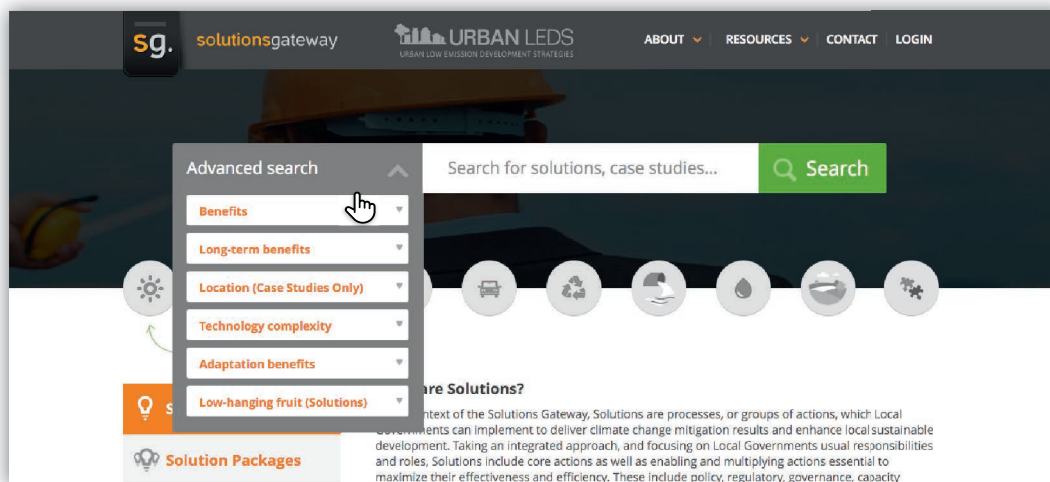 sg. solutionsgateway URBAN LEDS ABOUT RESOURCES CONTACT LOGIN
URBAN LOW EMISSION DEVELOPMENT STRATEGIES
Advanced search Search for solutions, case studies... Search
Benefits
Long-term benefits
Location (Case Studies Only)
Technology complexity
Adaptation benefits
Low-hanging fruit (Solutions)
are Solutions?
S
ntext of the Solutions Gateway, Solutions are processes, or groups of actions, which Local
Governments can implement to deliver climate change mitigation results and enhance local sustainable
development. Taking an integrated approach, and focusing on Local Governments usual responsibilities
Solution Packages
and roles, Solutions include core actions as well as enabling and multiplying actions essential to
maximize their effectiveness and efficiency. These include policy, regulatory, governance, capacity